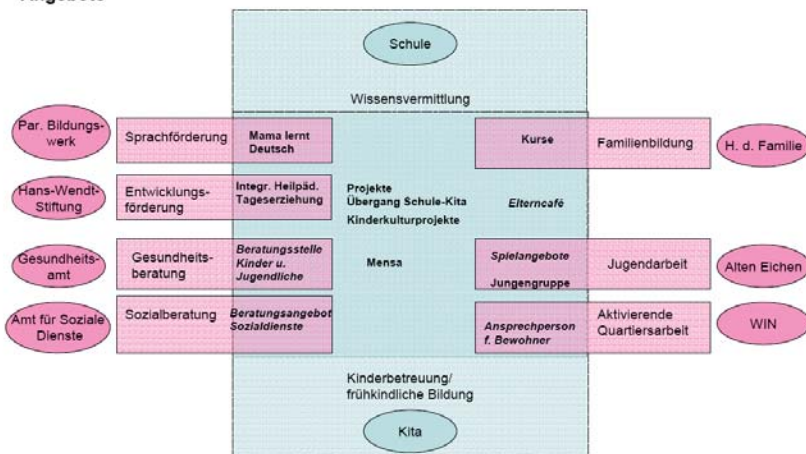 Schule
Wissensvermittlung
Par. Bildungs-
werk
Sprachförderung
Mama lernt
Deutsch
Kurse
Familienbildung
H. d. Familie
Hans-Wendt-
Stiftung
Entwicklungs-
förderung
Integr. Heilpäd.
Tageserziehung
Projekte
Übergang Schule-Kita
Kinderkulturprojekte
Elterncafé
Gesundheits-
amt
Gesundheits-
beratung
Beratungsstelle
Kinder u.
Jugendliche
Mensa
Spielangebote
Jungengruppe
Jugendarbeit
Alten Eichen
Amt für Soziale
Dienste
Sozialberatung
Beratungsangebot
Sozialdienste
Ansprechperson
f. Bewohner
Aktivierende
Quartiersarbeit
WIN
Kinderbetreuung/
frühkindliche Bildung
Kita